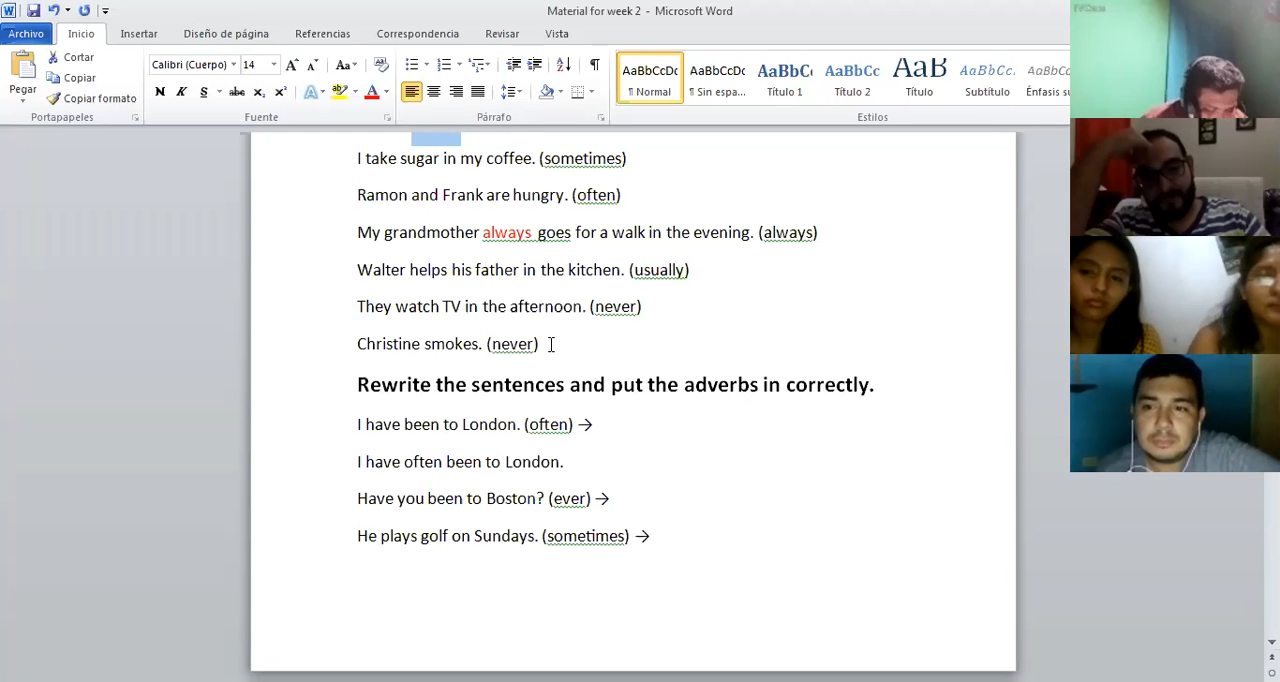 Material for week 2 - Microsoft Word
Archivo Inicio Insertar Diseño de página Referencias Correspondencia Revisar Vista
Pegar
Cortar
Copiar
Copiar formato
Portapapeles
Calibri (Cuerpo) 14
Fuente
Párrafo
AaBbCcDc AaBbCcDc AaBbC AaBbCc AaB AaBbCc. AaBbCc
¶ Normal ¶ Sin espa... Título 1 Título 2 Título Subtítulo Énfasis
Estilos
I take sugar in my coffee. (sometimes)
Ramon and Frank are hungry. (often)
My grandmother always goes for a walk in the evening. (always)
Walter helps his father in the kitchen. (usually)
They watch TV in the afternoon. (never)
Christine smokes. (never)
Rewrite the sentences and put the adverbs in correctly.
I have been to London. (often) →
I have often been to London.
Have you been to Boston? (ever) →
He plays golf on Sundays. (sometimes) →